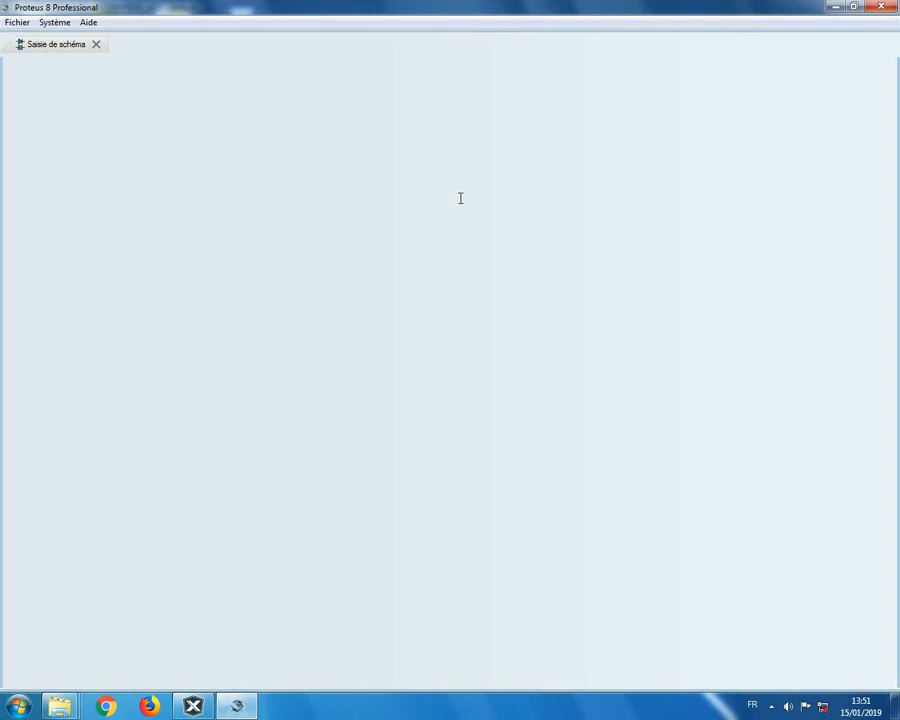 Proteus 8 Professional
Fichier Système Aide
Saisie de schéma
FR
13:51
15/01/2019